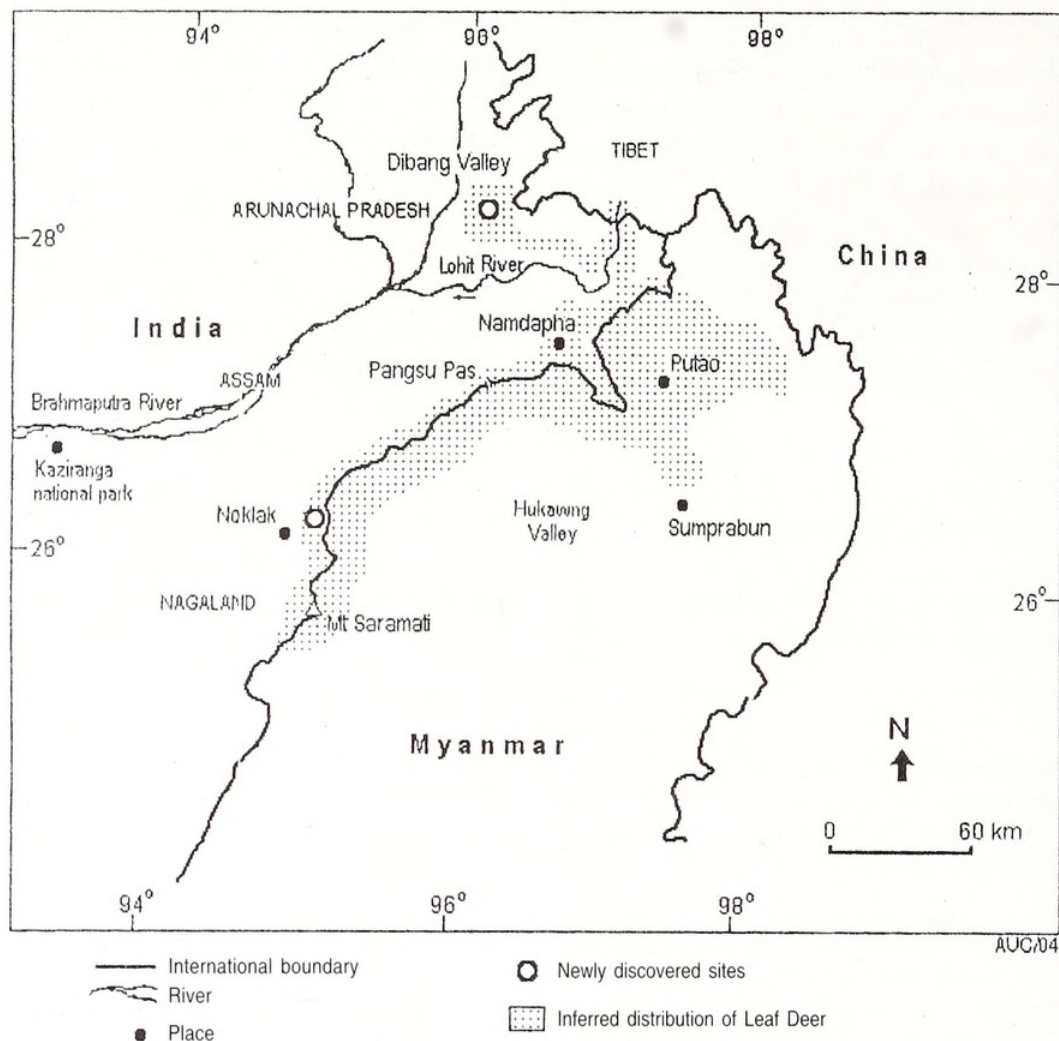 94° 96° 98°
TIBET
Dibang Valley
ARUNACHAL PRADESH
28°
China
Lohit River
28°
India
Namdapha
Putao
Pangsu Pas.
ASSAM
Brahmaputra River
Kaziranga
national park
Noklak
Hukawng
Valley
Sumprabun
26°
26°
NAGALAND
Mt Saramati
Myanmar
N
0 60 km
94° 96° 98°
AUG/04
International boundary
River
Place
Newly discovered sites
Inferred distribution of Leaf Deer